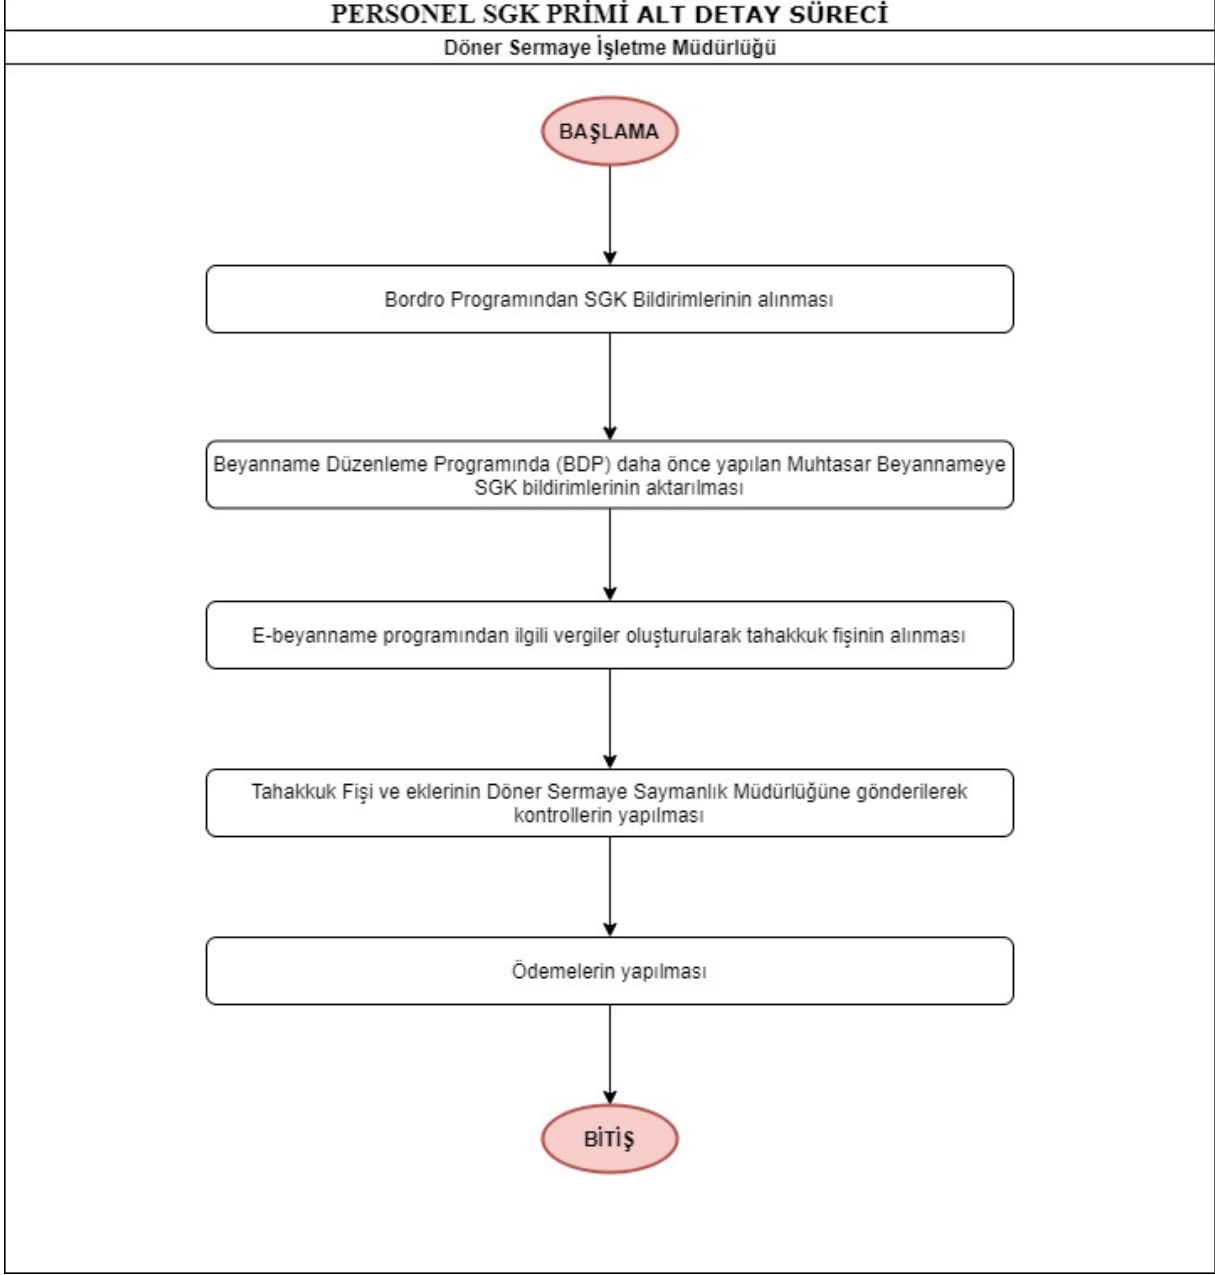 PERSONEL SGK PRİMİ ALT DETAY SÜRECİ
Döner Sermaye İşletme Müdürlüğü
BAŞLAMA
Bordro Programından SGK Bildirimlerinin alınması
Beyanname Düzenleme Programında (BDP) daha önce yapılan Muhtasar Beyannameye
SGK bildirimlerinin aktarılması
E-beyanname programından ilgili vergiler oluşturularak tahakkuk fişinin alınması
Tahakkuk Fişi ve eklerinin Döner Sermaye Saymanlık Müdürlüğüne gönderilerek
kontrollerin yapılması
Ödemelerin yapılması
BİTİŞ